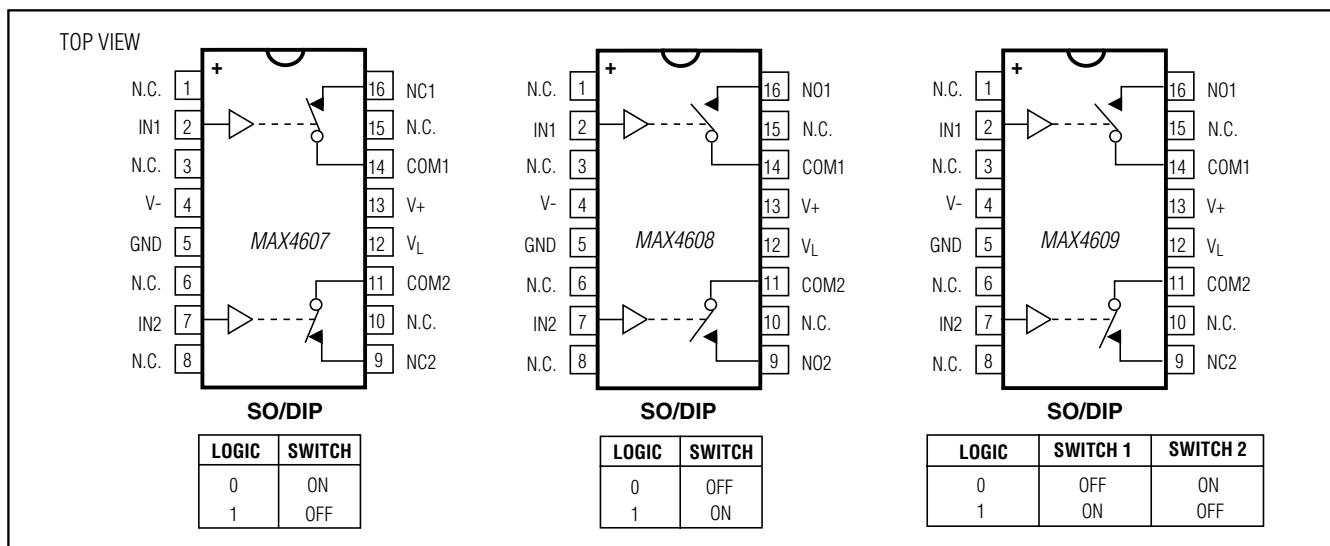 TOP VIEW
+
N.C. 1
IN1 2
N.C. 3
V- 4
GND 5
N.C. 6
IN2 7
N.C. 8
16 NC1
15 N.C.
14 COM1
13 V+
12 VL
11 COM2
10 N.C.
9 NC2
MAX4607
SO/DIP
LOGIC SWITCH
0 ON
1 OFF
+
N.C. 1
IN1 2
N.C. 3
V- 4
GND 5
N.C. 6
IN2 7
N.C. 8
16 NO1
15 N.C.
14 COM1
13 V+
12 VL
11 COM2
10 N.C.
9 NO2
MAX4608
SO/DIP
LOGIC SWITCH
0 OFF
1 ON
+
N.C. 1
IN1 2
N.C. 3
V- 4
GND 5
N.C. 6
IN2 7
N.C. 8
16 NO1
15 N.C.
14 COM1
13 V+
12 VL
11 COM2
10 N.C.
9 NC2
MAX4609
SO/DIP
LOGIC SWITCH 1 SWITCH 2
0 OFF ON
1 ON OFF